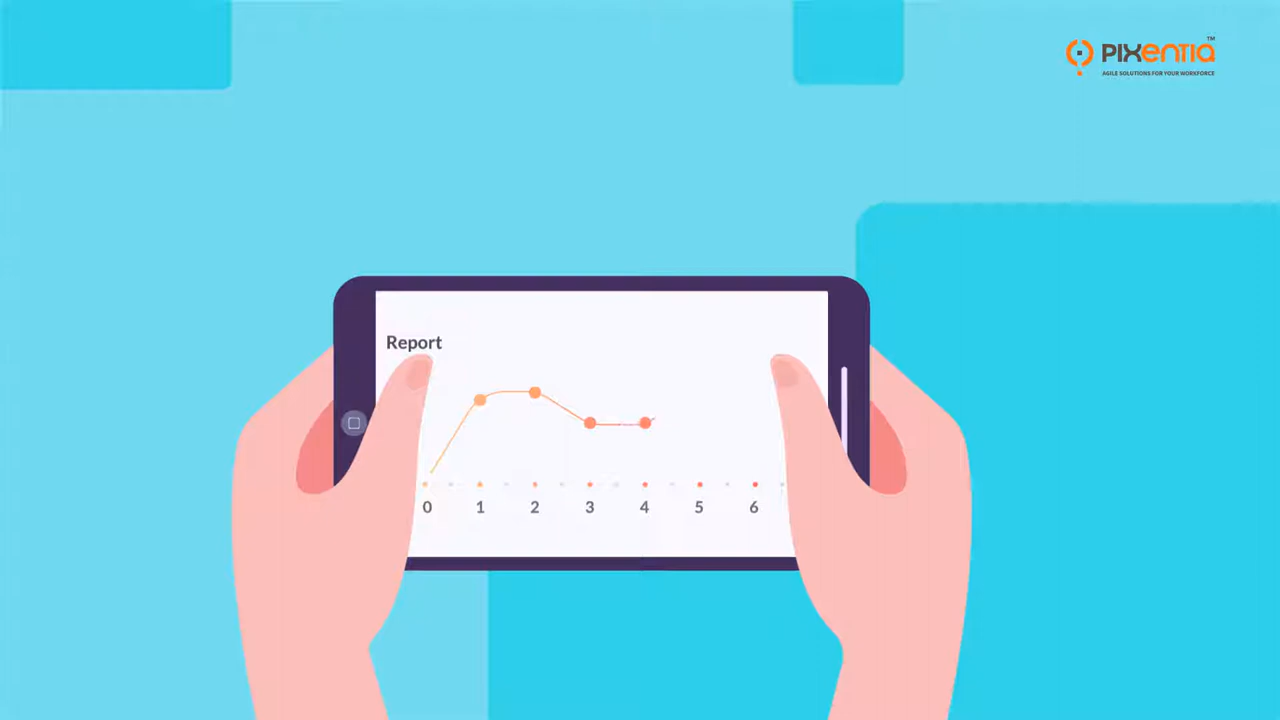 PIXENTIA
TM
AGILE SOLUTIONS FOR YOUR WORKFORCE
Report
0 1 2 3 4 5 6